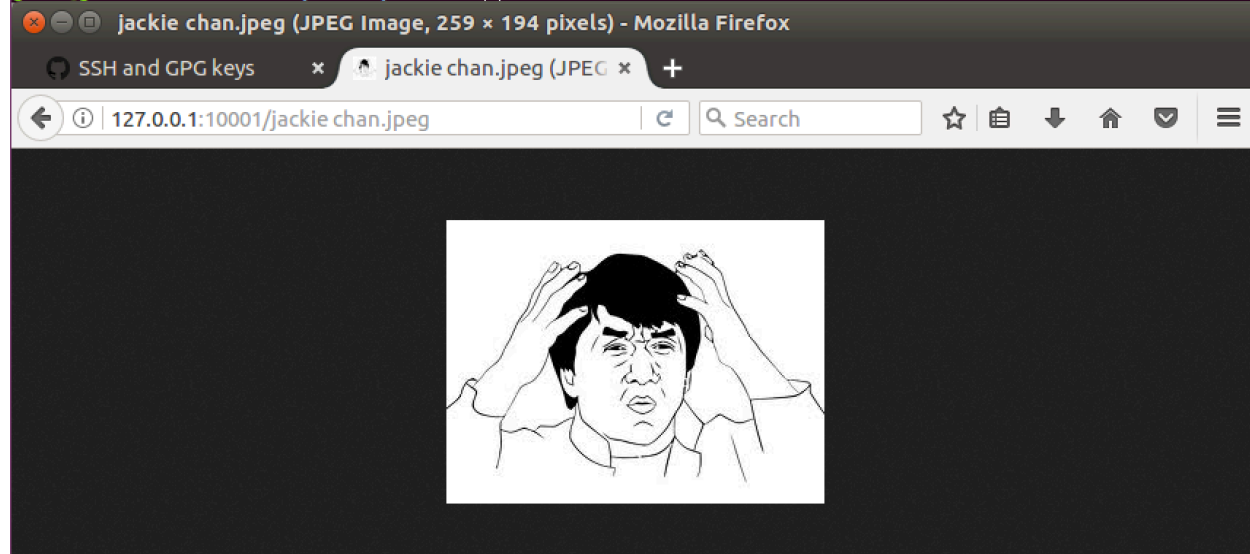 jackie chan.jpeg (JPEG Image, 259 × 194 pixels) - Mozilla Firefox
SSH and GPG keys jackie chan.jpeg (JPEG
127.0.0.1:10001/jackie chan.jpeg Search